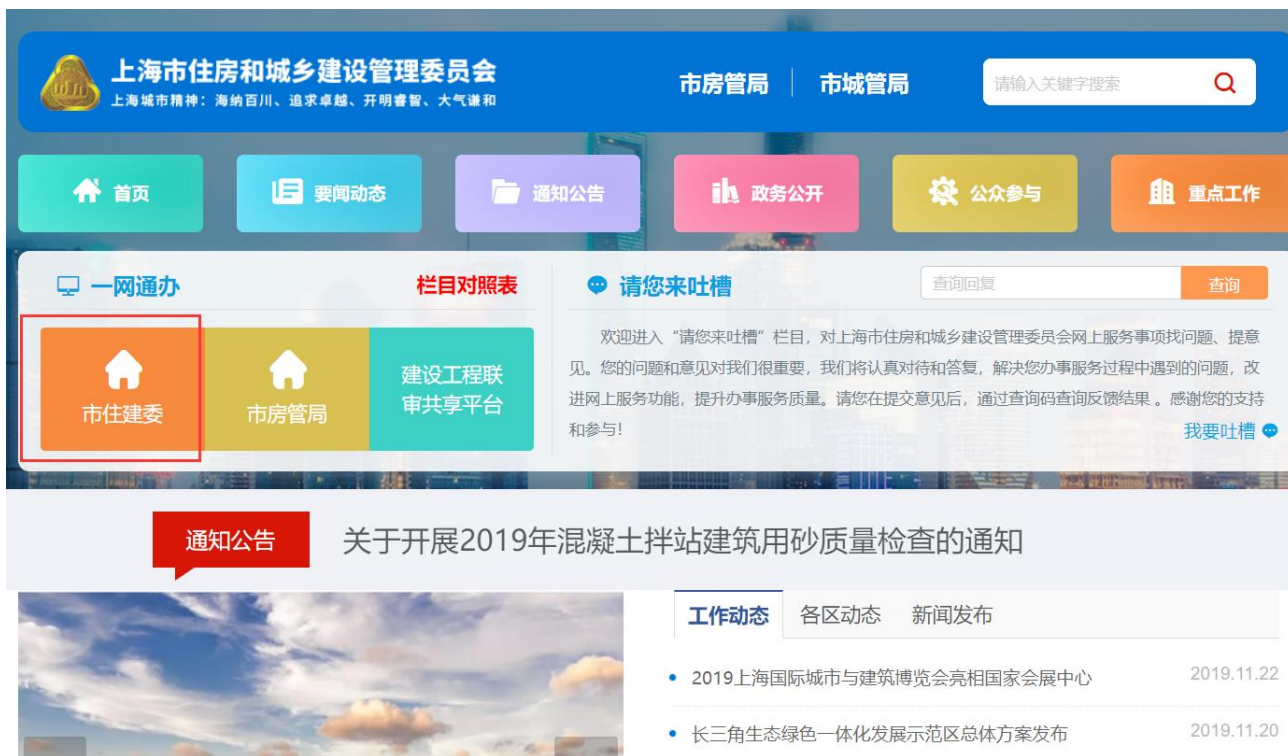 上海市住房和城乡建设管理委员会
上海城市精神：海纳百川、追求卓越、开明睿智、大气谦和
市房管局
市城管局
请输入关键字搜索
首页
要闻动态
通知公告
政务公开
公众参与
重点工作
一网通办
栏目对照表
请您来吐槽
查询回复
查询
市住建委
市房管局
建设工程联
审共享平台
欢迎进入“请您来吐槽”栏目，对上海市住房和城乡建设管理委员会网上服务事项找问题、提意
见。您的问题和意见对我们很重要，我们将认真对待和答复，解决您办事服务过程中遇到的问题，改
进网上服务功能，提升办事服务质量。请您在提交意见后，通过查询码查询反馈结果 。感谢您的支持
和参与！
我要吐槽
通知公告
关于开展2019年混凝土拌站建筑用砂质量检查的通知
工作动态
各区动态
新闻发布
2019上海国际城市与建筑博览会亮相国家会展中心
2019.11.22
长三角生态绿色一体化发展示范区总体方案发布
2019.11.20